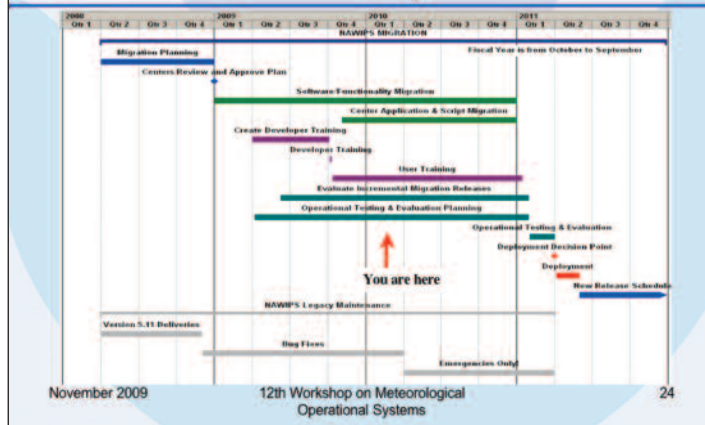 2008 2009 2010 2011
Qtr 1 Qtr 2 Qtr 3 Qtr 4 Qtr 1 Qtr 2 Qtr 3 Qtr 4 Qtr 1 Qtr 2 Qtr 3 Qtr 4 Qtr 1 Qtr 2 Qtr 3 Qtr 4
NAWIPS MIGRATION
Migration Planning
Fiscal Year is from October to September
Centers Review and Approve Plan
Software Functionality Migration
Center Application & Script Migration
Create Developer Training
Developer Training
User Training
Evaluate Incremental Migration Releases
Operational Testing & Evaluation Planning
Operational Testing & Evaluation
Deployment Decision Point
You are here
Deployment
New Release Schedule
NAWIPS Legacy Maintenance
Version 5.11 Deliveries
Bug Fixes
Emergencies Only!
November 2009
12th Workshop on Meteorological
Operational Systems
24